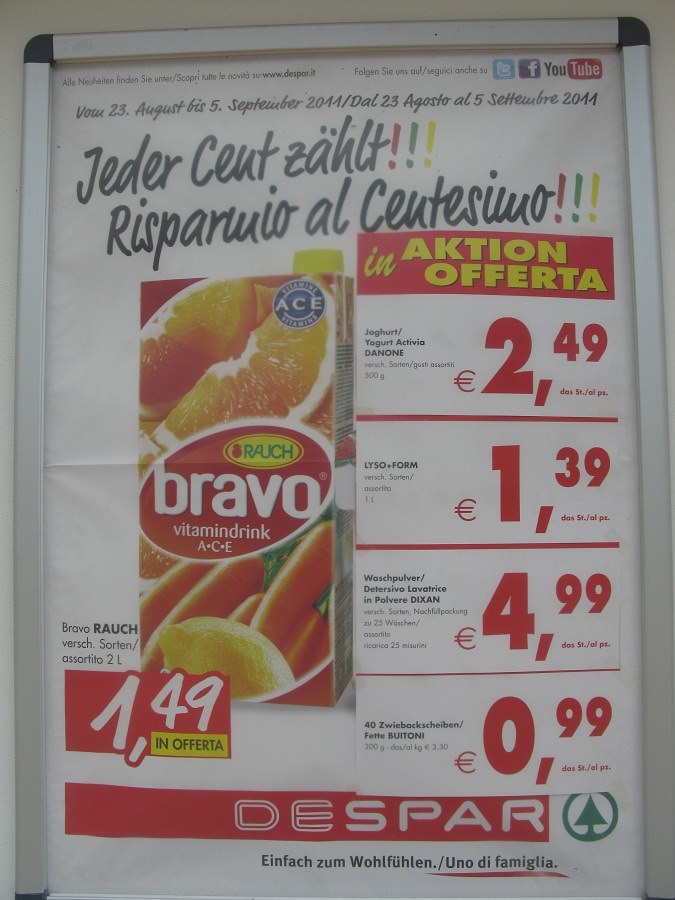 Alle Neuheiten finden Sie unter/Scopri tutte le novità su www.despar.it
Folgen Sie uns auf/seguici anche su t f YouTube
Vom 23. August bis 5. September 2011/Dal 23 Agosto al 5 Settembre 2011
Jeder Cent zählt!!!
Risparmio al Centesimo!!!
in AKTION
OFFERTA
VITAMINE
ACE
VITAMINE
RAUCH
bravo®
vitamindrink
A•C•E
Bravo RAUCH
versch. Sorten/
assortito 2 L
1,49
IN OFFERTA
Joghurt/
Yogurt Activia
DANONE
versch. Sorten/gusti assortiti
500 g
€ 2,49
das St./al pz.
LYSO+FORM
versch. Sorten/
assortito
1 L
€ 1,39
das St./al pz.
Waschpulver/
Detersivo Lavatrice
in Polvere DIXAN
versch. Sorten, Nachfüllpackung
zu 25 Wäschen/
assortito
ricarica 25 misurini
€ 4,99
das St./al pz.
40 Zwiebackscheiben/
Fette BUITONI
300 g - das/al kg € 3,30
€ 0,99
das St./al pz.
DESPAR
Einfach zum Wohlfühlen./Uno di famiglia.